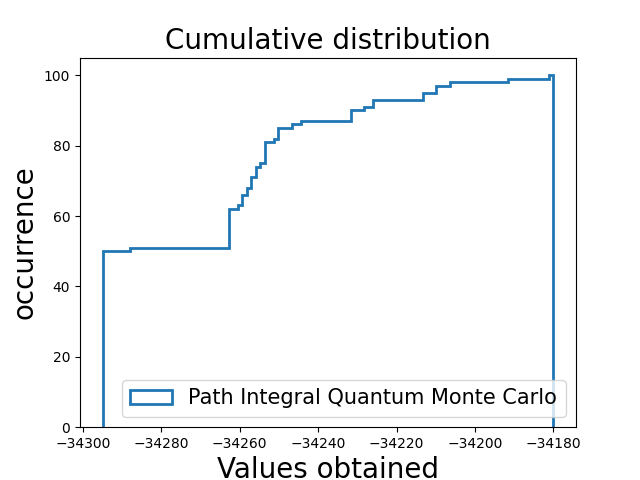 Cumulative distribution
100
80
60
40
20
0
occurrence
Path Integral Quantum Monte Carlo
−34300 −34280 −34260 −34240 −34220 −34200 −34180
Values obtained